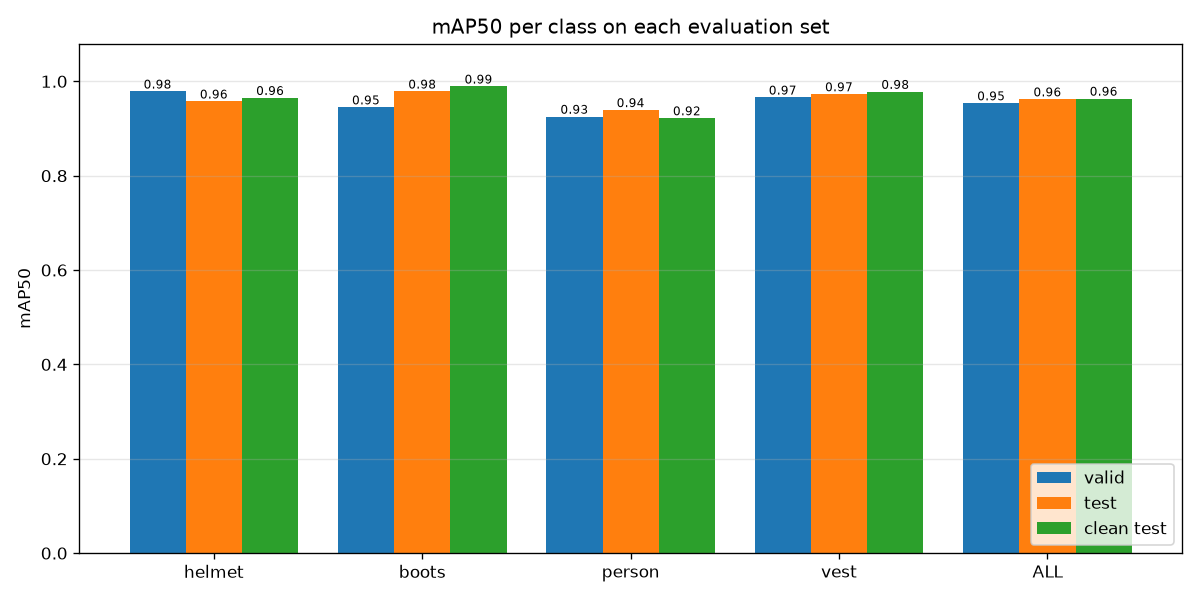 mAP50 per class on each evaluation set
mAP50
1.0
0.8
0.6
0.4
0.2
0.0
0.98 0.96 0.96
0.95 0.98 0.99
0.93 0.94 0.92
0.97 0.97 0.98
0.95 0.96 0.96
helmet boots person vest ALL
valid
test
clean test